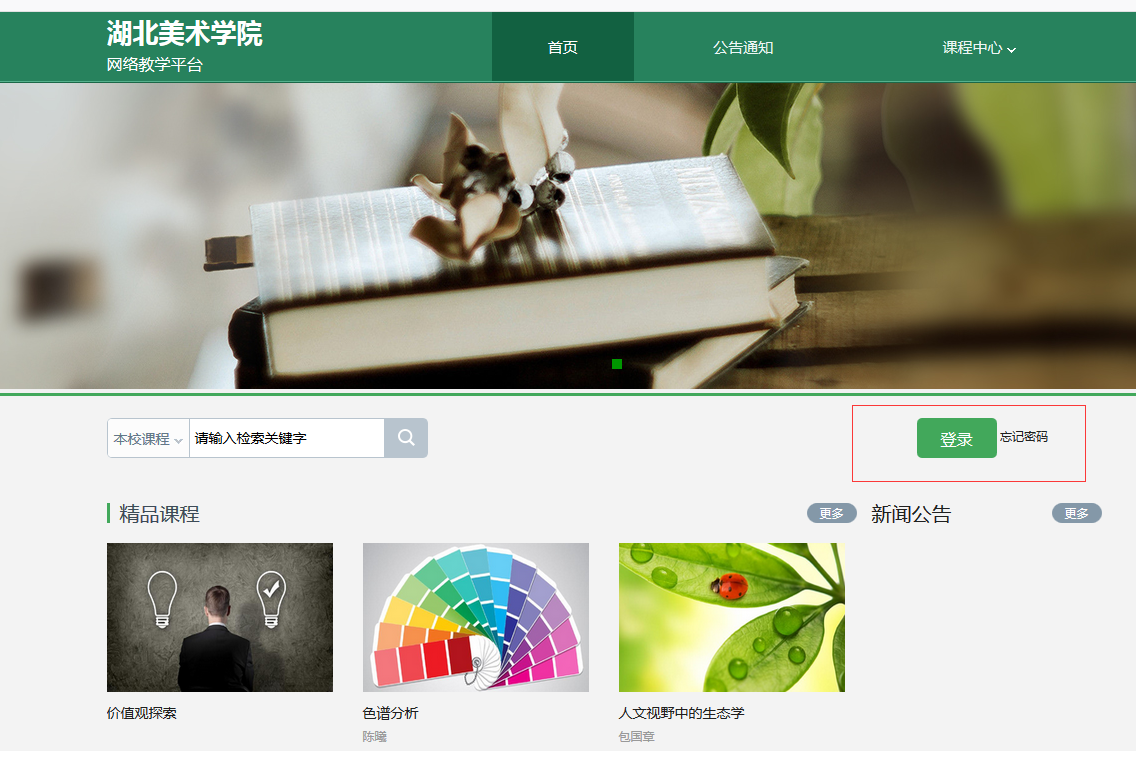 湖北美术学院
网络教学平台
首页
公告通知
课程中心
本校课程
请输入检索关键字
登录
忘记密码
精品课程
更多
新闻公告
更多
价值观探索
色谱分析
陈曦
人文视野中的生态学
包国章